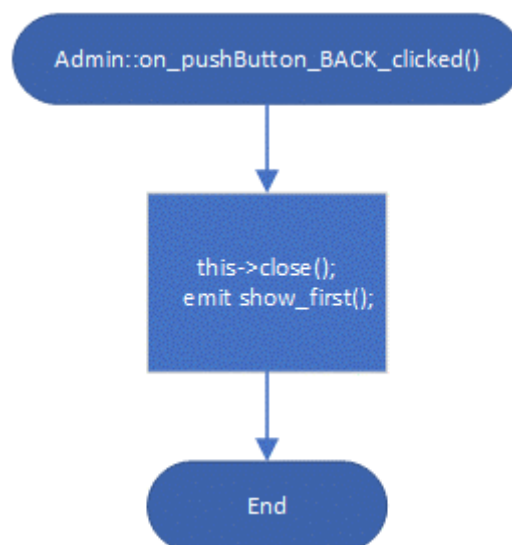 Admin::on_pushButton_BACK_clicked()
this->close();
emit show_first();
End